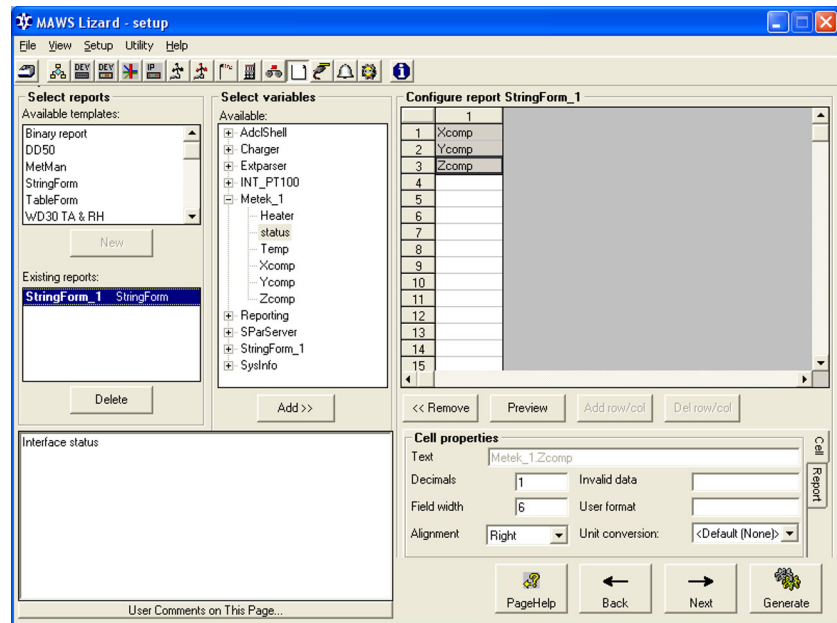 MAWS Lizard - setup
File View Setup Utility Help
DEV DEV IP
Select reports
Available templates:
Binary report
DD50
MetMan
StringForm
TableForm
WD30 TA & RH
New
Existing reports:
StringForm_1 StringForm
Delete
Select variables
Available:
AdclShell
Charger
Extparser
INT_PT100
Metek_1
Heater
status
Temp
Xcomp
Ycomp
Zcomp
Reporting
SParServer
StringForm_1
SysInfo
Add >>
Configure report StringForm_1
1
1 Xcomp
2 Ycomp
3 Zcomp
4
5
6
7
8
9
10
11
12
13
14
15
<< Remove Preview Add row/col Del row/col
Interface status
User Comments on This Page...
Cell properties
Text Metek_1.Zcomp
Decimals 1 Invalid data
Field width 6 User format
Alignment Right Unit conversion: <Default (None)>
Cell
Report
PageHelp Back Next Generate